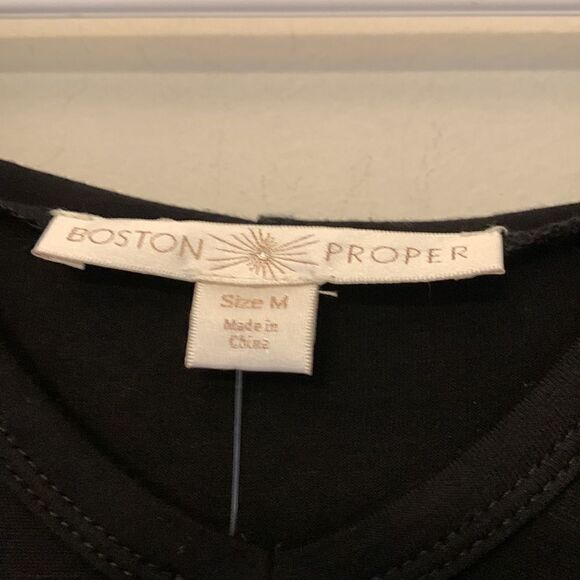 BOSTON PROPER
Size M
Made in
China